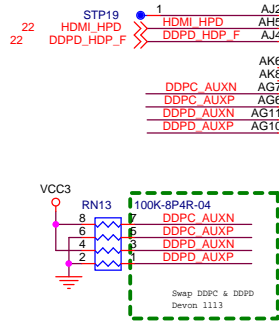 STP19 1 AJ2
22 HDMI_HPD HDMI_HPD AH5
22 DDPD_HDP_F DDPD_HDP_F AJ4
AK6
AK8
DDPC_AUXN AG7
DDPC_AUXP AG6
DDPD_AUXN AG11
DDPD_AUXP AG10
VCC3
RN13 100K-8P4R-04
8 7 DDPC_AUXN
6 5 DDPC_AUXP
4 3 DDPD_AUXN
2 1 DDPD_AUXP
Swap DDPC & DDPD
Devon 1113